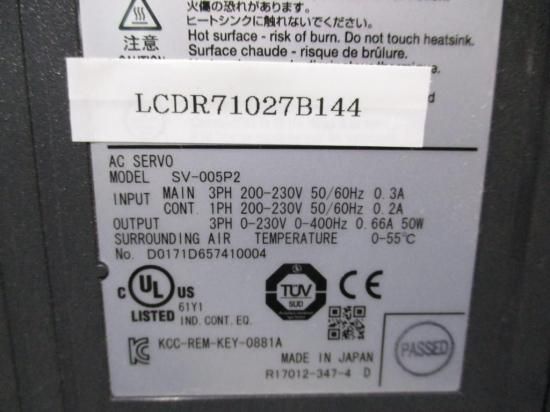 火傷の恐れがあります。
ヒートシンクに触れないでください。
注意
Hot surface - risk of burn. Do not touch heatsink.
Surface chaude - risque de brûlure.
CAUTION
LCDR71027B144
AC SERVO
MODEL SV-005P2
INPUT MAIN 3PH 200-230V 50/60Hz 0.3A
CONT. 1PH 200-230V 50/60Hz 0.2A
OUTPUT 3PH 0-230V 0-400Hz 0.66A 50W
SURROUNDING AIR TEMPERATURE 0-55℃
No. D0171D657410004
C UL US
LISTED
61Y1
IND. CONT. EQ.
TÜV
SÜD
KCC-REM-KEY-0881A
MADE IN JAPAN
R17012-347-4 D
PASSED